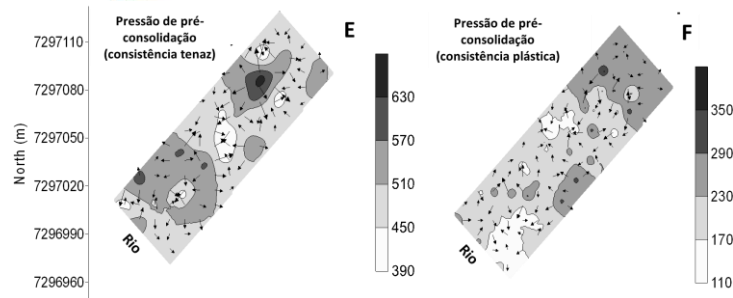 Pressão de pré-
consolidação
(consistência tenaz)
E
North (m)
7297110
7297080
7297050
7297020
7296990
7296960
Rio
630
570
510
450
390
Pressão de pré-
consolidação
(consistência plástica)
F
Rio
350
290
230
170
110